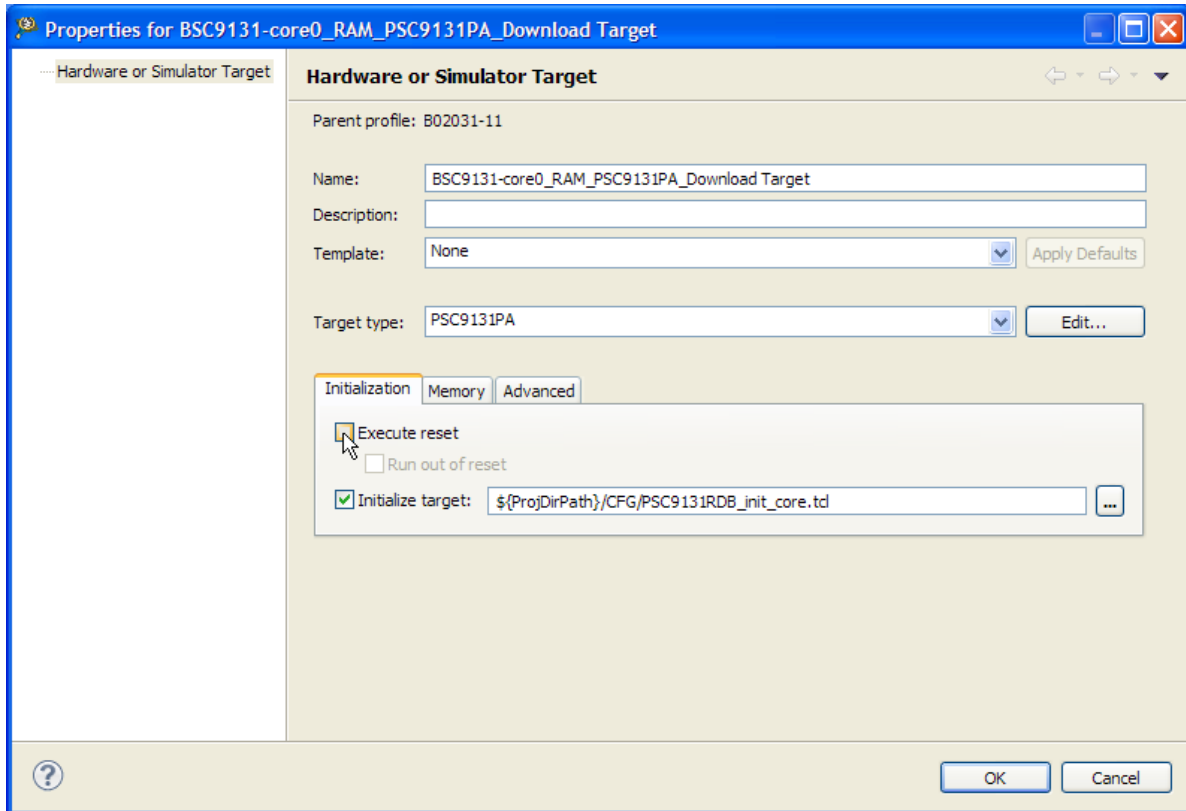 Properties for BSC9131-core0_RAM_PSC9131PA_Download Target
Hardware or Simulator Target
Hardware or Simulator Target
Parent profile: B02031-11
Name: BSC9131-core0_RAM_PSC9131PA_Download Target
Description:
Template: None Apply Defaults
Target type: PSC9131PA Edit...
Initialization Memory Advanced
Execute reset
Run out of reset
Initialize target: ${ProjDirPath}/CFG/PSC9131RDB_init_core.tcl ...
? OK Cancel